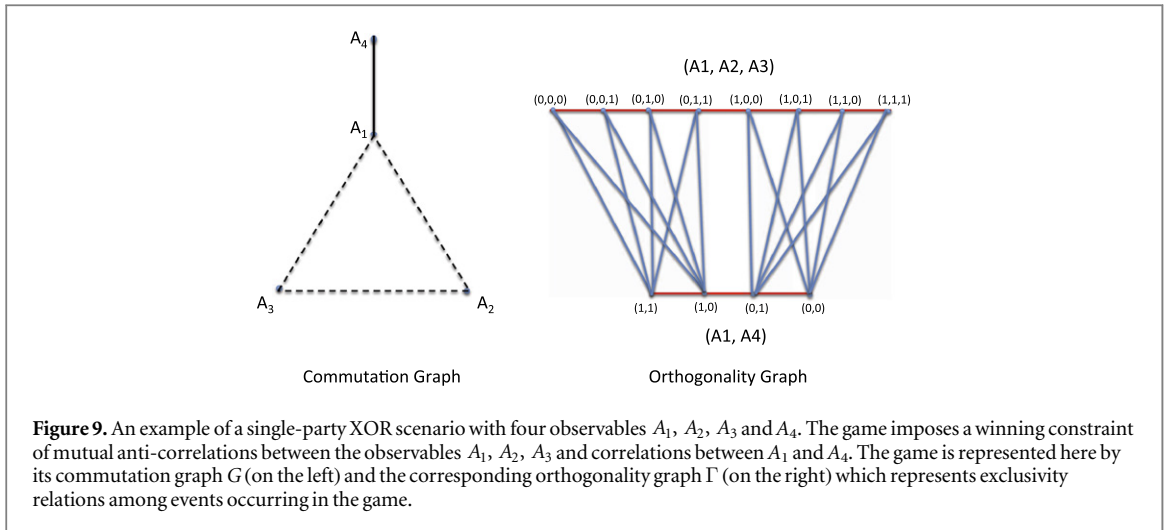 A₄
(A1, A2, A3)
(0,0,0) (0,0,1) (0,1,0) (0,1,1) (1,0,0) (1,0,1) (1,1,0) (1,1,1)
A₁
A₃ A₂
(1,1) (1,0) (0,1) (0,0)
(A1, A4)
Commutation Graph Orthogonality Graph
Figure 9. An example of a single-party XOR scenario with four observables A₁, A₂, A₃ and A₄. The game imposes a winning constraint
of mutual anti-correlations between the observables A₁, A₂, A₃ and correlations between A₁ and A₄. The game is represented here by
its commutation graph G (on the left) and the corresponding orthogonality graph Γ (on the right) which represents exclusivity
relations among events occurring in the game.